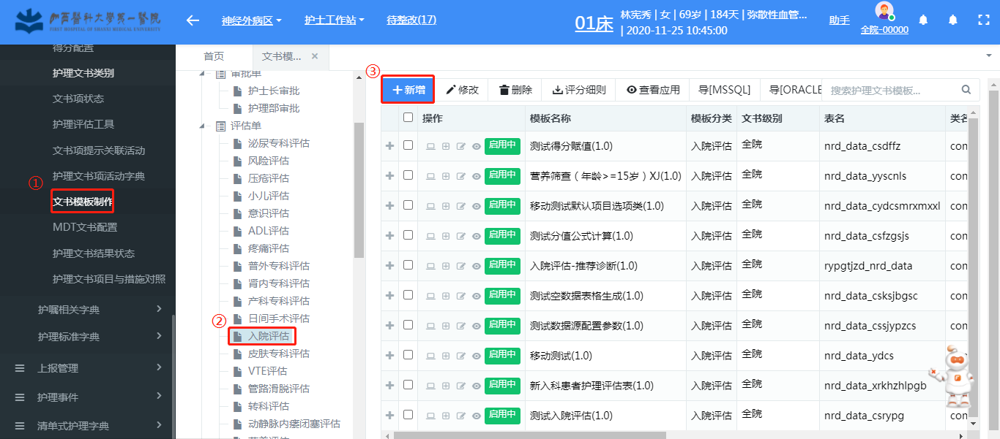 山西醫科大學第一醫院
FIRST HOSPITAL OF SHANXI MEDICAL UNIVERSITY
神经外病区
护士工作站
待整改(17)
01床
林宪秀 | 女 | 69岁 | 184天 | 弥散性血管...
| 2020-11-25 10:45:00
助手
全院-00000
得分配置
护理文书类别
文书项状态
护理评估工具
文书项提示关联活动
护理文书项活动字典
①
文书模板制作
MDT文书配置
护理文书结果状态
护理文书项目与措施对照
护嘱相关字典
护理标准字典
上报管理
护理事件
清单式护理字典
首页
文书模... ×
审批单
护士长审批
护理部审批
评估单
泌尿专科评估
风险评估
压疮评估
小儿评估
意识评估
ADL评估
疼痛评估
普外专科评估
肾内专科评估
产科专科评估
日间手术评估
②
入院评估
皮肤专科评估
VTE评估
管路滑脱评估
转科评估
动静脉内瘘闭塞评估
③
+新增
修改
删除
评分细则
查看应用
导[MSSQL]
导[ORACLE
搜索护理文书模板...
操作 模板名称 模板分类 文书级别 表名 类名
启用中 测试得分赋值(1.0) 入院评估 全院 nrd_data_csdffz con
启用中 营养筛查（年龄>=15岁）XJ(1.0) 入院评估 全院 nrd_data_yyscnls con
启用中 移动测试默认项目选项类(1.0) 入院评估 全院 nrd_data_cydcsmrxmxxl con
启用中 测试分值公式计算(1.0) 入院评估 全院 nrd_data_csfzgsjs con
启用中 入院评估-推荐诊断(1.0) 入院评估 全院 rypgtjzd_nrd_data con
启用中 测试空数据表格生成(1.0) 入院评估 全院 nrd_data_csksjbgsc con
启用中 测试数据源配置参数(1.0) 入院评估 全院 nrd_data_cssjypzcs con
启用中 移动测试(1.0) 入院评估 全院 nrd_data_ydcs
启用中 新入科患者护理评估表(1.0) 入院评估 全院 nrd_data_xrkhzhlpgb
启用中 测试入院评估(1.0) 入院评估 全院 nrd_data_csrypg con